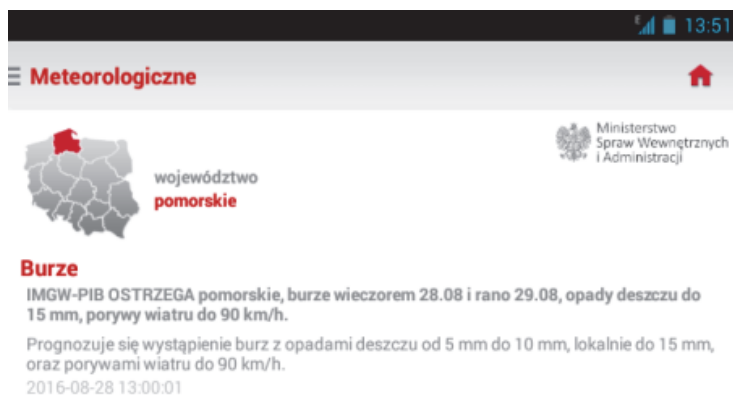 E 13:51
Meteorologiczne
Ministerstwo
Spraw Wewnętrznych
i Administracji
województwo
pomorskie
Burze
IMGW-PIB OSTRZEGA pomorskie, burze wieczorem 28.08 i rano 29.08, opady deszczu do
15 mm, porywy wiatru do 90 km/h.
Prognozuje się wystąpienie burz z opadami deszczu od 5 mm do 10 mm, lokalnie do 15 mm,
oraz porywami wiatru do 90 km/h.
2016-08-28 13:00:01